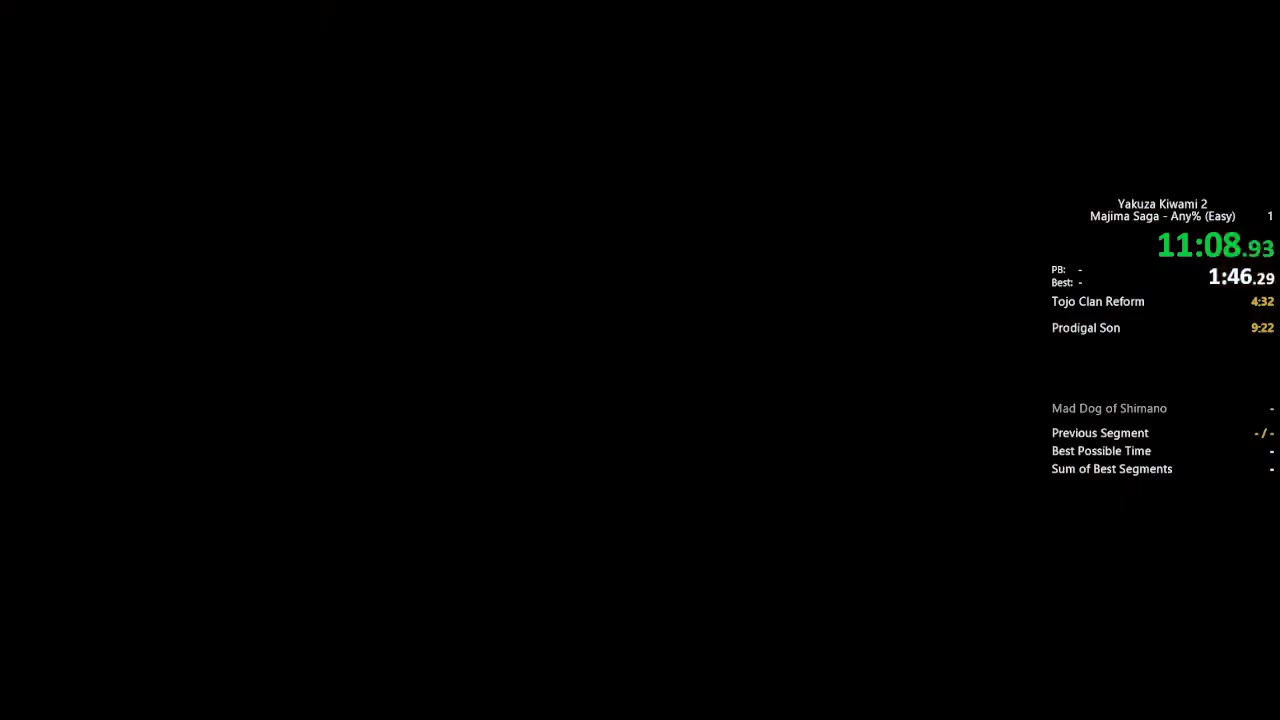 Yakuza Kiwami 2
Majima Saga - Any% (Easy) 1
11:08.93
PB: -
Best: -
1:46.29
Tojo Clan Reform 4:32
Prodigal Son 9:22
Mad Dog of Shimano -
Previous Segment - / -
Best Possible Time -
Sum of Best Segments -